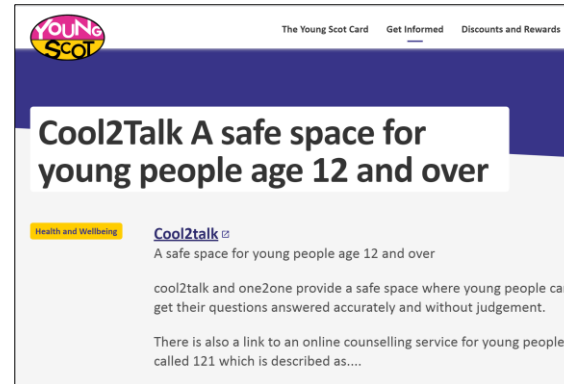 YOUNG
SCOT
The Young Scot Card Get Informed Discounts and Rewards
Cool2Talk A safe space for
young people age 12 and over
Health and Wellbeing
Cool2talk
A safe space for young people age 12 and over
cool2talk and one2one provide a safe space where young people
get their questions answered accurately and without judgement.
There is also a link to an online counselling service for young people
called 121 which is described as....